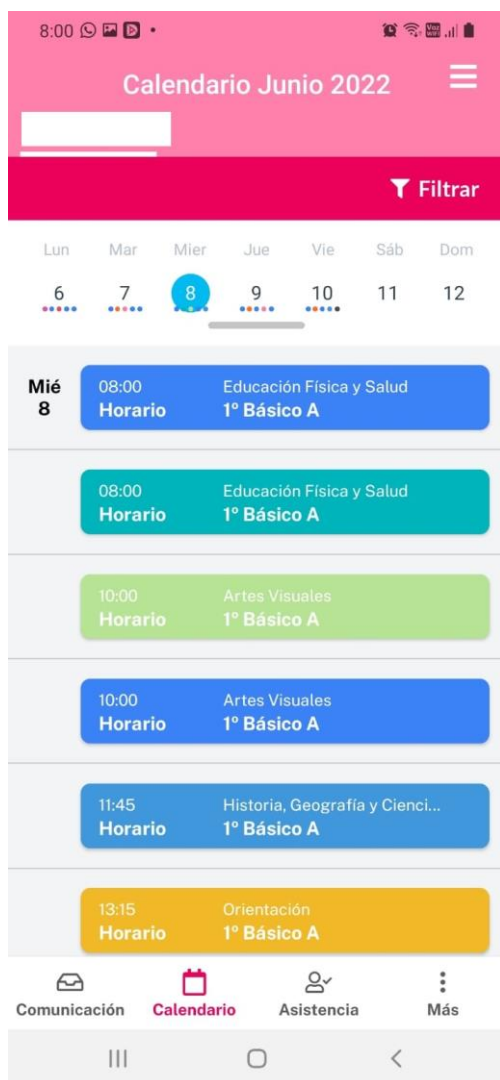 8:00
Calendario Junio 2022
Filtrar
Lun Mar Mier Jue Vie Sáb Dom
6 7 8 9 10 11 12
Mié
8
08:00 Educación Física y Salud
Horario 1º Básico A
08:00 Educación Física y Salud
Horario 1º Básico A
10:00 Artes Visuales
Horario 1º Básico A
10:00 Artes Visuales
Horario 1º Básico A
11:45 Historia, Geografía y Cienci...
Horario 1º Básico A
13:15 Orientación
Horario 1º Básico A
Comunicación Calendario Asistencia Más